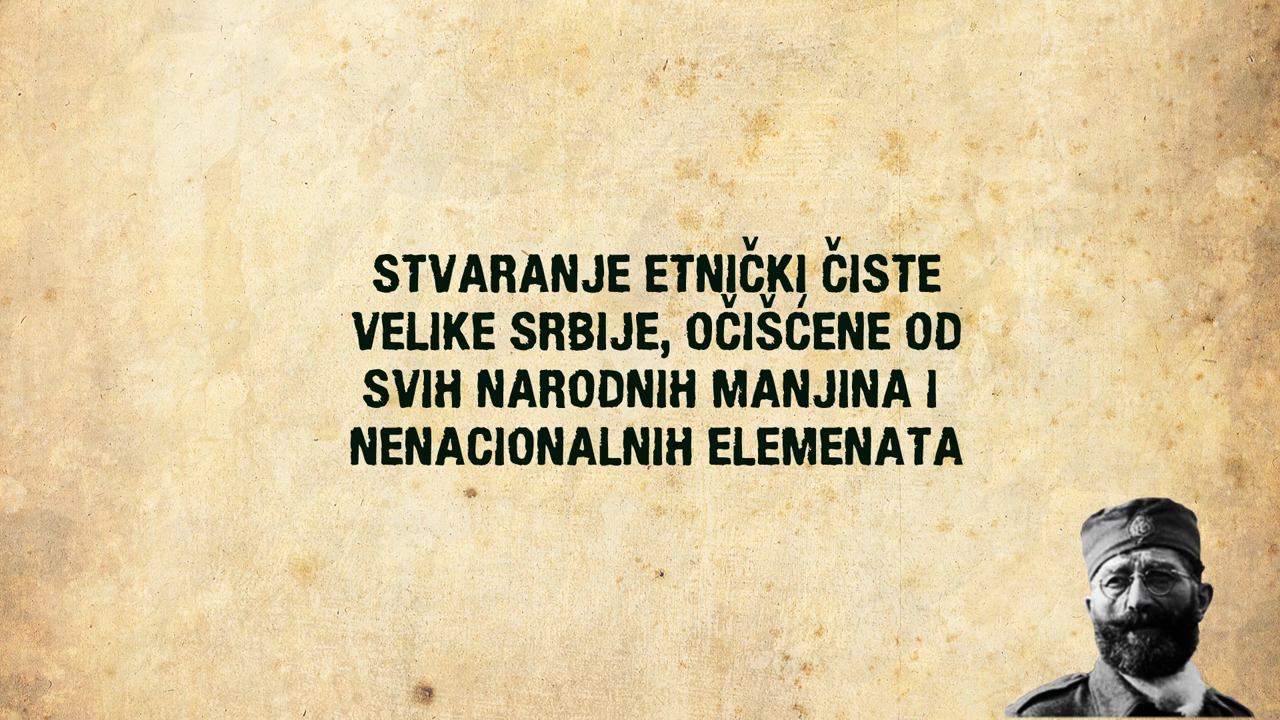 STVARANJE ETNIČKI ČISTE
VELIKE SRBIJE, OČIŠĆENE OD
SVIH NARODNIH MANJINA I
NENACIONALNIH ELEMENATA